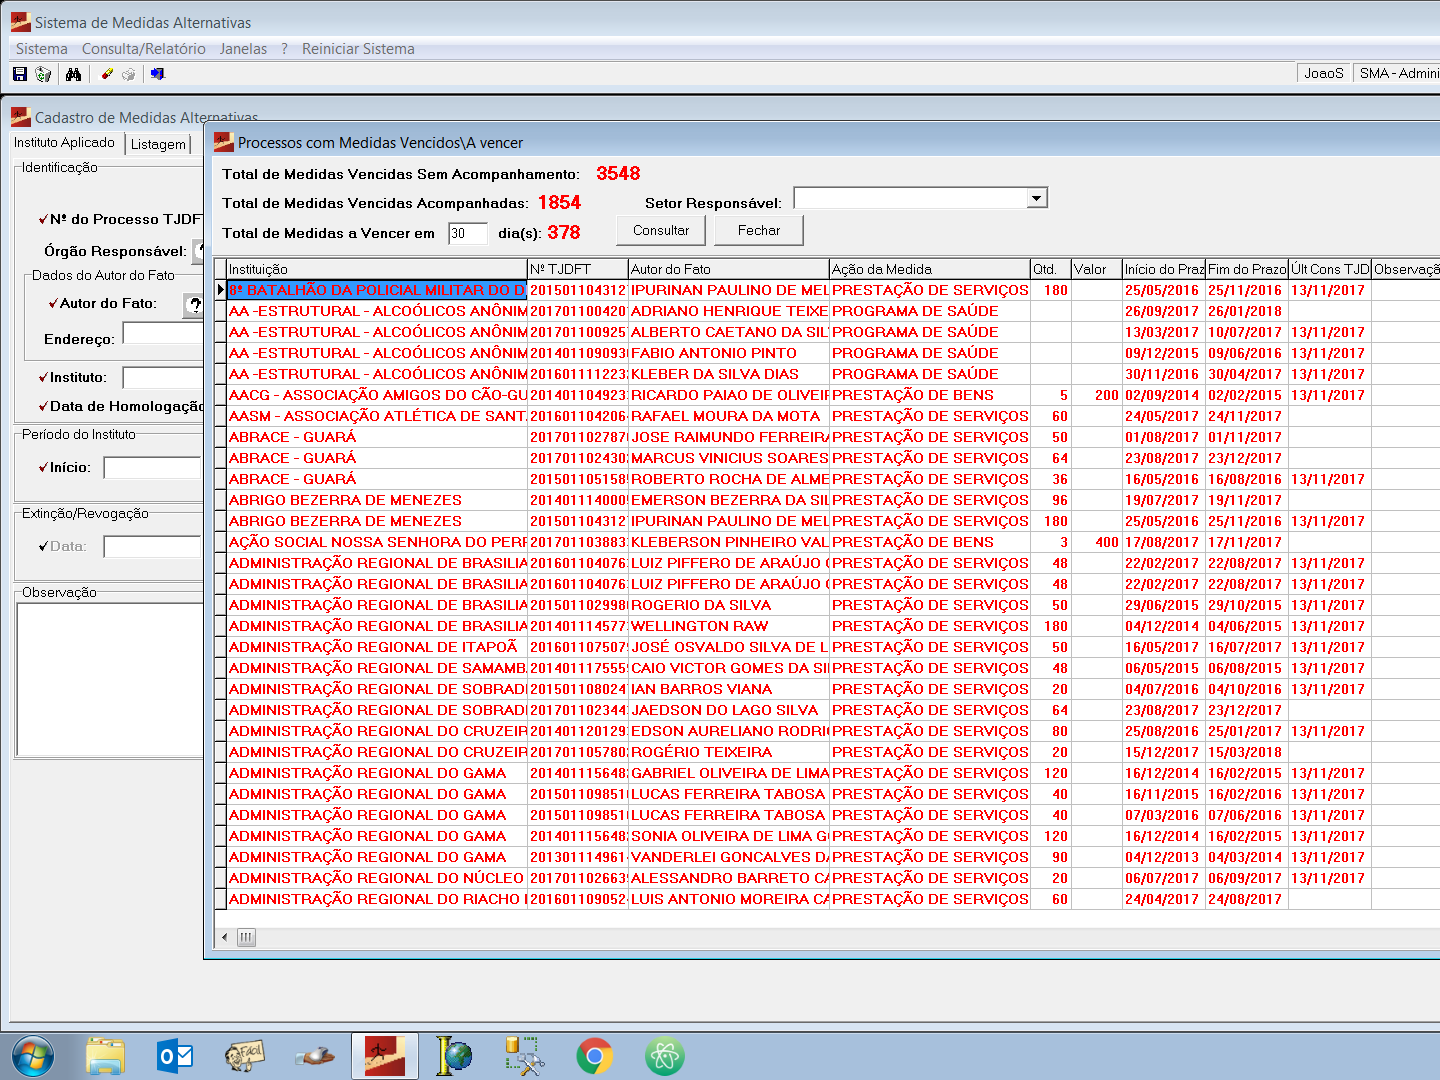 Sistema de Medidas Alternativas
Sistema Consulta/Relatório Janelas ? Reiniciar Sistema
JoaoS SMA - Admini
Cadastro de Medidas Alternativas
Instituto Aplicado Listagem
Identificação
Nº do Processo TJDFT
Órgão Responsável: ?
Dados do Autor do Fato
Autor do Fato: ?
Endereço:
Instituto:
Data de Homologação
Período do Instituto
Início:
Extinção/Revogação
Data:
Observação
Processos com Medidas Vencidos\A vencer
Total de Medidas Vencidas Sem Acompanhamento: 3548
Total de Medidas Vencidas Acompanhadas: 1854 Setor Responsável:
Total de Medidas a Vencer em 30 dia(s): 378 Consultar Fechar
Instituição Nº TJDFT Autor do Fato Ação da Medida Qtd. Valor Início do Praz Fim do Prazo Últ Cons TJD Observaçã
8º BATALHÃO DA POLICIAL MILITAR DO D 201501104312 IPURINAN PAULINO DE MEL PRESTAÇÃO DE SERVIÇOS 180 25/05/2016 25/11/2016 13/11/2017
AA -ESTRUTURAL - ALCOÓLICOS ANÔNIM 201701100420 ADRIANO HENRIQUE TEIXE PROGRAMA DE SAÚDE 26/09/2017 26/01/2018
AA -ESTRUTURAL - ALCOÓLICOS ANÔNIM 201701100925 ALBERTO CAETANO DA SIL PROGRAMA DE SAÚDE 13/03/2017 10/07/2017 13/11/2017
AA -ESTRUTURAL - ALCOÓLICOS ANÔNIM 201401109093 FABIO ANTONIO PINTO PROGRAMA DE SAÚDE 09/12/2015 09/06/2016 13/11/2017
AA -ESTRUTURAL - ALCOÓLICOS ANÔNIM 201601111223 KLEBER DA SILVA DIAS PROGRAMA DE SAÚDE 30/11/2016 30/04/2017 13/11/2017
AACG - ASSOCIAÇÃO AMIGOS DO CÃO-GU 201401104923 RICARDO PAIAO DE OLIVEIF PRESTAÇÃO DE BENS 5 200 02/09/2014 02/02/2015 13/11/2017
AASM - ASSOCIAÇÃO ATLÉTICA DE SANT 201601104206 RAFAEL MOURA DA MOTA PRESTAÇÃO DE SERVIÇOS 60 24/05/2017 24/11/2017
ABRACE - GUARÁ 201701102787 JOSE RAIMUNDO FERREIRA PRESTAÇÃO DE SERVIÇOS 50 01/08/2017 01/11/2017
ABRACE - GUARÁ 201701102430 MARCUS VINICIUS SOARES PRESTAÇÃO DE SERVIÇOS 64 23/08/2017 23/12/2017
ABRACE - GUARÁ 201501105158 ROBERTO ROCHA DE ALME PRESTAÇÃO DE SERVIÇOS 36 16/05/2016 16/08/2016 13/11/2017
ABRIGO BEZERRA DE MENEZES 201401114000 EMERSON BEZERRA DA SIL PRESTAÇÃO DE SERVIÇOS 96 19/07/2017 19/11/2017
ABRIGO BEZERRA DE MENEZES 201501104312 IPURINAN PAULINO DE MEL PRESTAÇÃO DE SERVIÇOS 180 25/05/2016 25/11/2016 13/11/2017
AÇÃO SOCIAL NOSSA SENHORA DO PERF 201701103883 KLEBERSON PINHEIRO VAL PRESTAÇÃO DE BENS 3 400 17/08/2017 17/11/2017
ADMINISTRAÇÃO REGIONAL DE BRASILIA 201601104076 LUIZ PIFFERO DE ARAÚJO PRESTAÇÃO DE SERVIÇOS 48 22/02/2017 22/08/2017 13/11/2017
ADMINISTRAÇÃO REGIONAL DE BRASILIA 201601104076 LUIZ PIFFERO DE ARAÚJO PRESTAÇÃO DE SERVIÇOS 48 22/02/2017 22/08/2017 13/11/2017
ADMINISTRAÇÃO REGIONAL DE BRASILIA 201501102998 ROGERIO DA SILVA PRESTAÇÃO DE SERVIÇOS 50 29/06/2015 29/10/2015 13/11/2017
ADMINISTRAÇÃO REGIONAL DE BRASILIA 201401114577 WELLINGTON RAW PRESTAÇÃO DE SERVIÇOS 180 04/12/2014 04/06/2015 13/11/2017
ADMINISTRAÇÃO REGIONAL DE ITAPOÃ 201601107507 JOSÉ OSVALDO SILVA DE L PRESTAÇÃO DE SERVIÇOS 50 16/05/2017 16/07/2017 13/11/2017
ADMINISTRAÇÃO REGIONAL DE SAMAMB 201401117555 CAIO VICTOR GOMES DA SI PRESTAÇÃO DE SERVIÇOS 48 06/05/2015 06/08/2015 13/11/2017
ADMINISTRAÇÃO REGIONAL DE SOBRADI 201501108024 IAN BARROS VIANA PRESTAÇÃO DE SERVIÇOS 20 04/07/2016 04/10/2016 13/11/2017
ADMINISTRAÇÃO REGIONAL DE SOBRADI 201701102344 JAEDSON DO LAGO SILVA PRESTAÇÃO DE SERVIÇOS 64 23/08/2017 23/12/2017
ADMINISTRAÇÃO REGIONAL DO CRUZEIR 201401120129 EDSON AURELIANO RODRI PRESTAÇÃO DE SERVIÇOS 80 25/08/2016 25/01/2017 13/11/2017
ADMINISTRAÇÃO REGIONAL DO CRUZEIR 201701105780 ROGÉRIO TEIXEIRA PRESTAÇÃO DE SERVIÇOS 20 15/12/2017 15/03/2018
ADMINISTRAÇÃO REGIONAL DO GAMA 201401115648 GABRIEL OLIVEIRA DE LIMA PRESTAÇÃO DE SERVIÇOS 120 16/12/2014 16/02/2015 13/11/2017
ADMINISTRAÇÃO REGIONAL DO GAMA 201501109851 LUCAS FERREIRA TABOSA PRESTAÇÃO DE SERVIÇOS 40 16/11/2015 16/02/2016 13/11/2017
ADMINISTRAÇÃO REGIONAL DO GAMA 201501109851 LUCAS FERREIRA TABOSA PRESTAÇÃO DE SERVIÇOS 40 07/03/2016 07/06/2016 13/11/2017
ADMINISTRAÇÃO REGIONAL DO GAMA 201401115648 SONIA OLIVEIRA DE LIMA G PRESTAÇÃO DE SERVIÇOS 120 16/12/2014 16/02/2015 13/11/2017
ADMINISTRAÇÃO REGIONAL DO GAMA 201301114961 VANDERLEI GONCALVES DA PRESTAÇÃO DE SERVIÇOS 90 04/12/2013 04/03/2014 13/11/2017
ADMINISTRAÇÃO REGIONAL DO NÚCLEO 201701102663 ALESSANDRO BARRETO CA PRESTAÇÃO DE SERVIÇOS 20 06/07/2017 06/09/2017 13/11/2017
ADMINISTRAÇÃO REGIONAL DO RIACHO 201601109052 LUIS ANTONIO MOREIRA CA PRESTAÇÃO DE SERVIÇOS 60 24/04/2017 24/08/2017
Fácil